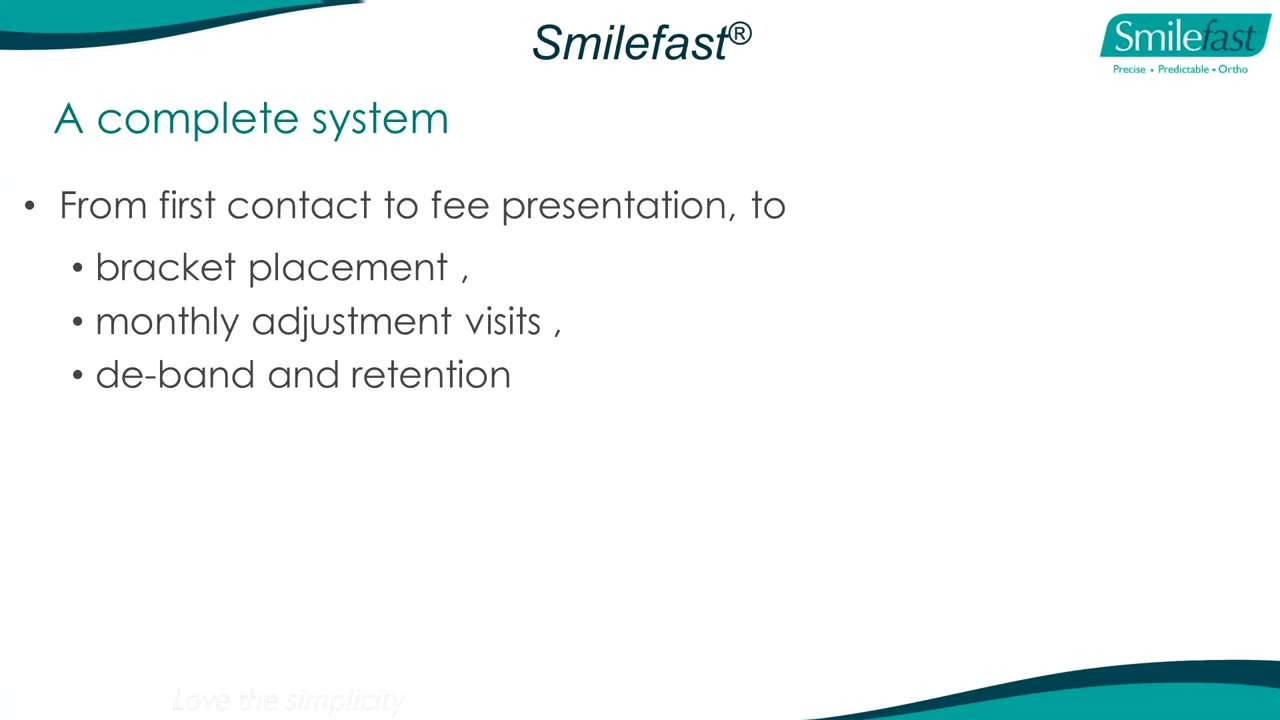 Smilefast®
Smilefast
Precise • Predictable • Ortho
A complete system
• From first contact to fee presentation, to
• bracket placement ,
• monthly adjustment visits ,
• de-band and retention
Love the simplicity